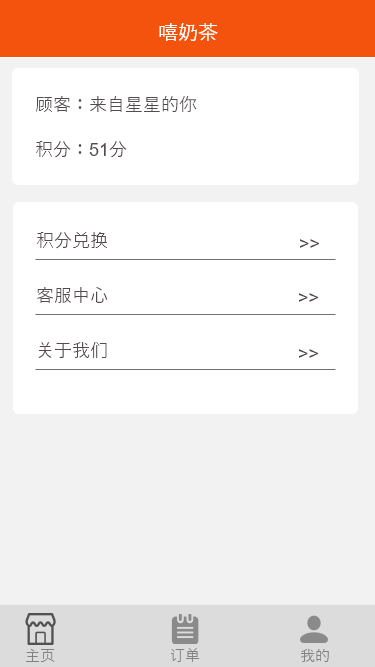 嘻奶茶
顾客：来自星星的你
积分：51分
积分兑换 >>
客服中心 >>
关于我们 >>
主页 订单 我的